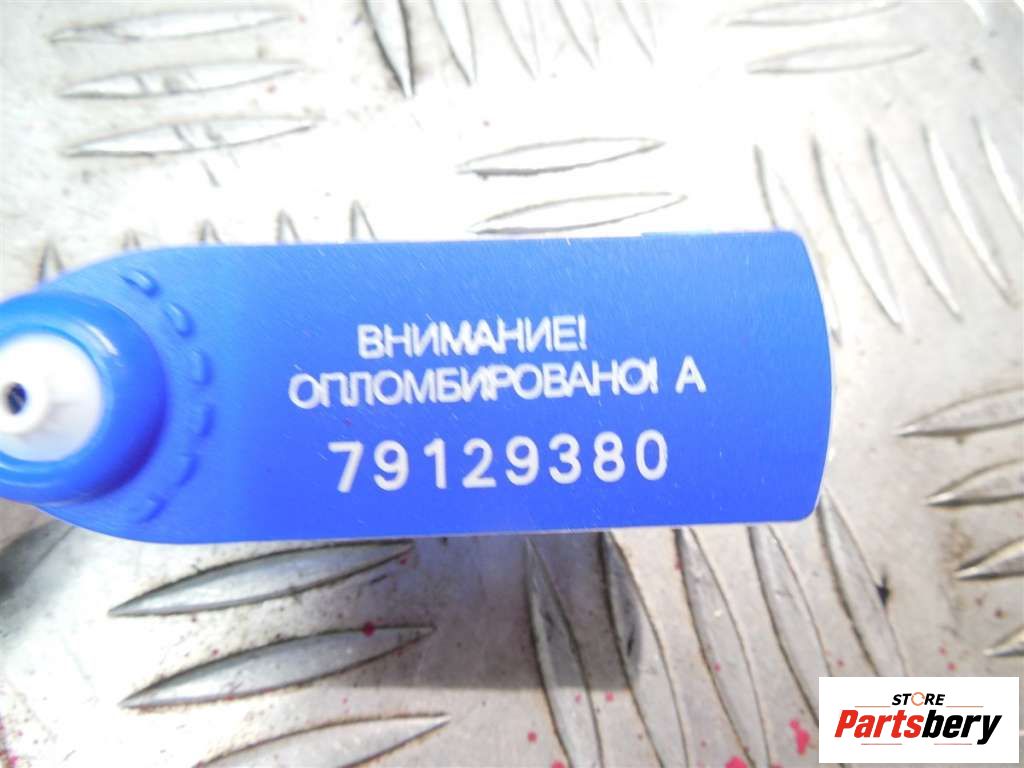 ВНИМАНИЕ!
ОПЛОМБИРОВАНО! А
79129380
STORE
Partsbery